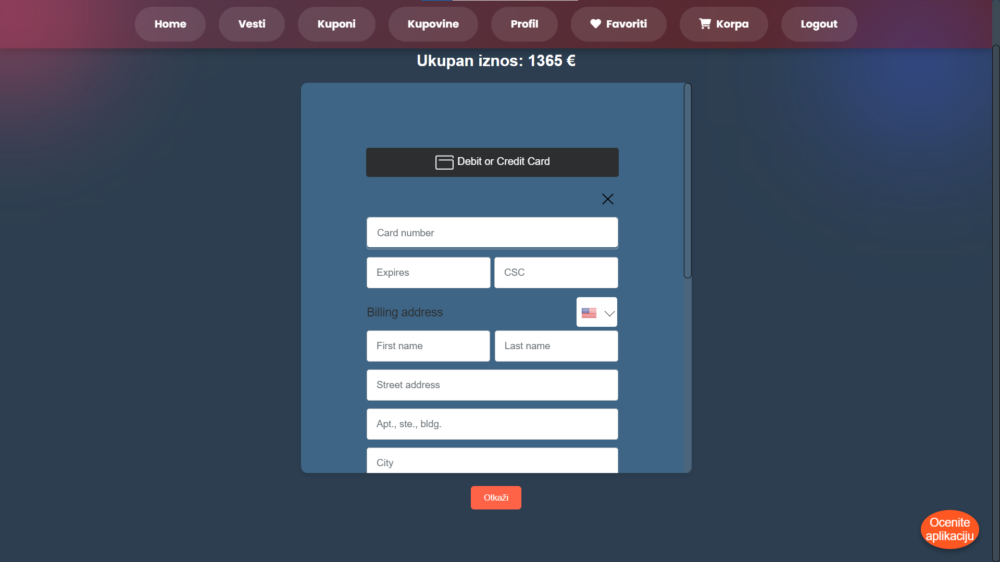 Home Vesti Kuponi Kupovine Profil Favoriti Korpa Logout
Ukupan iznos: 1365 €
Debit or Credit Card
Card number
Expires CSC
Billing address
First name Last name
Street address
Apt., ste., bldg.
City
Otkaži
Ocenite
aplikaciju